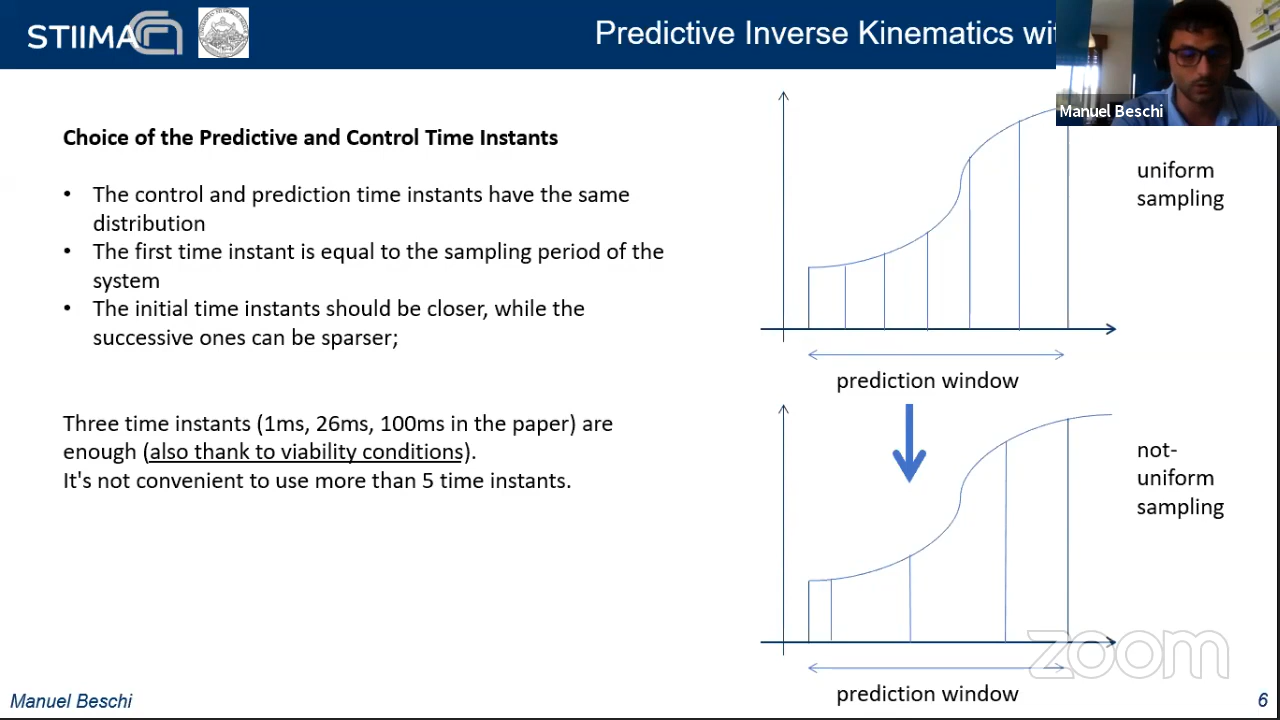 STIIMA
Predictive Inverse Kinematics wit
Manuel Beschi
Choice of the Predictive and Control Time Instants
• The control and prediction time instants have the same
distribution
• The first time instant is equal to the sampling period of the
system
• The initial time instants should be closer, while the
successive ones can be sparser;
Three time instants (1ms, 26ms, 100ms in the paper) are
enough (also thank to viability conditions).
It's not convenient to use more than 5 time instants.
uniform
sampling
prediction window
not-
uniform
sampling
prediction window
zoom
Manuel Beschi
6